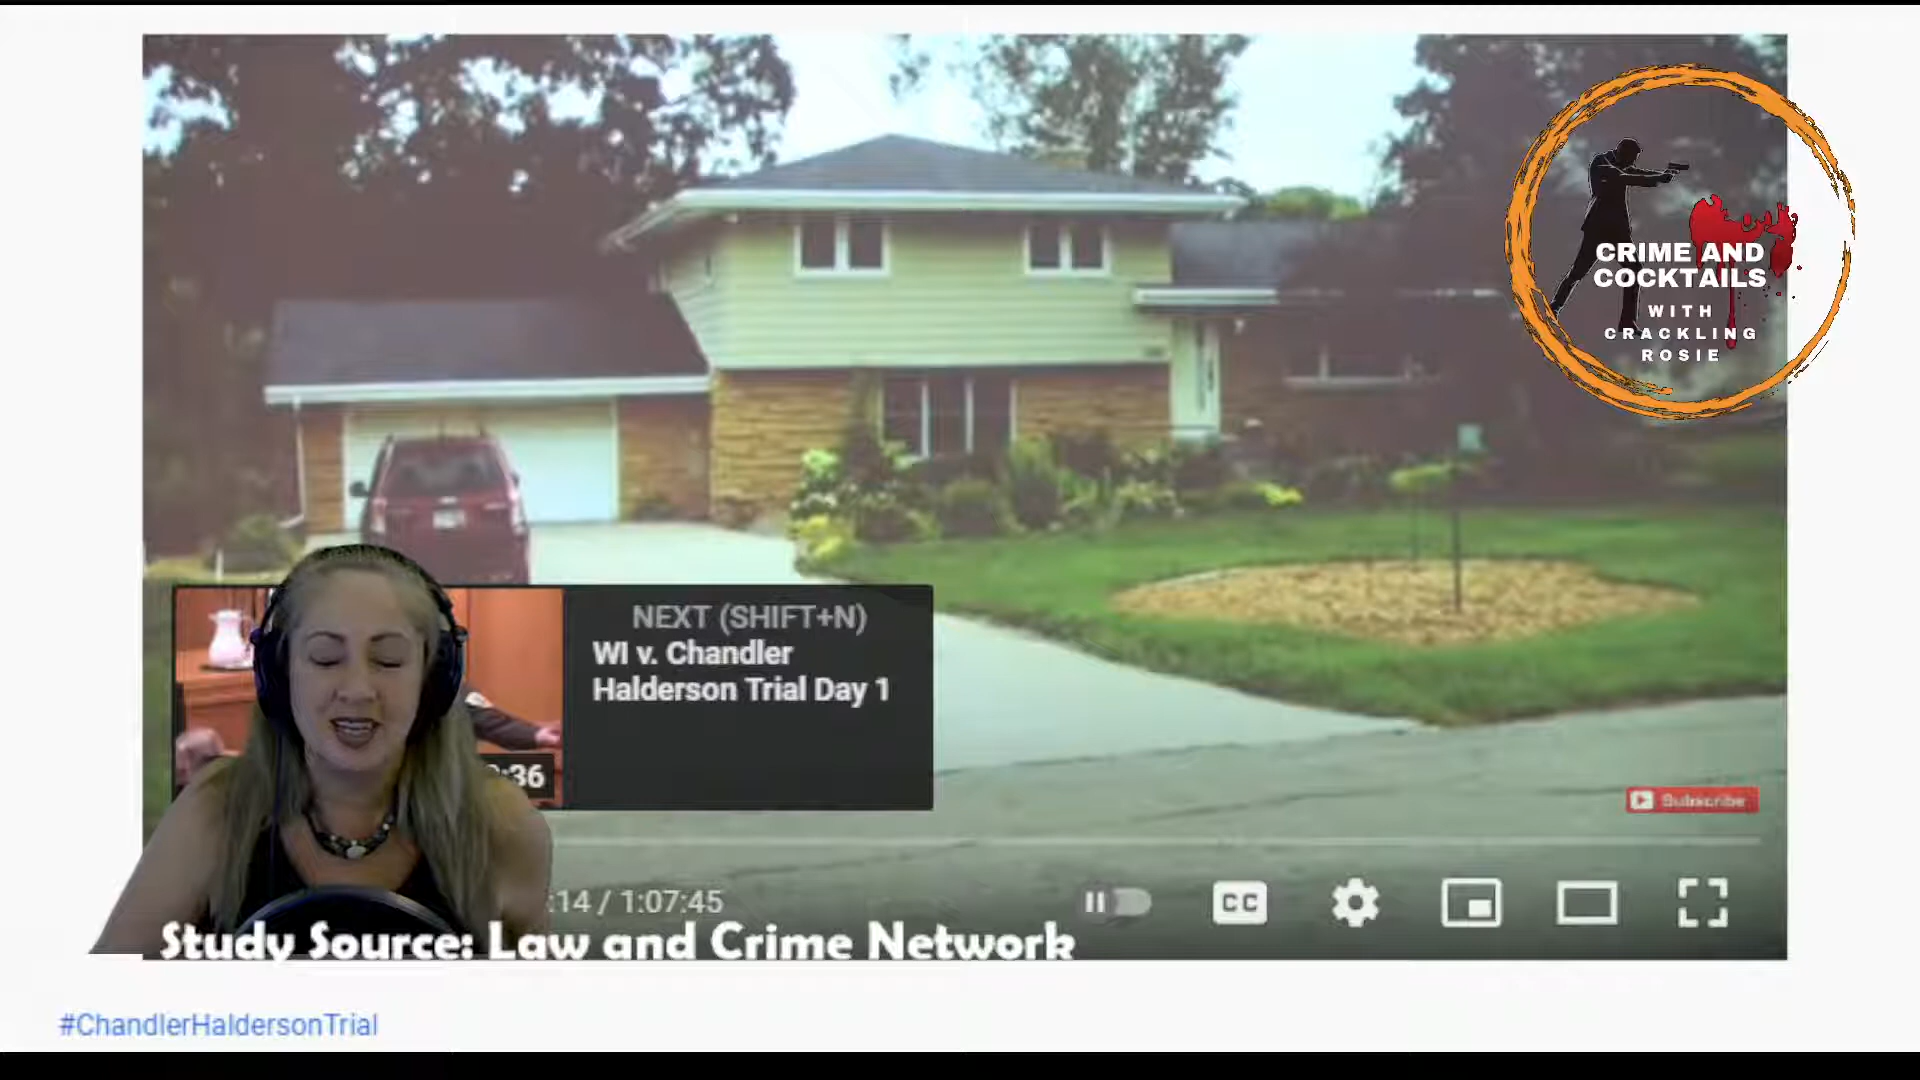 CRIME AND
COCKTAILS
WITH
CRACKLING
ROSIE
NEXT (SHIFT+N)
WI v. Chandler
Halderson Trial Day 1
:36
Subscribe
:14 / 1:07:45
CC
Study Source: Law and Crime Network
#ChandlerHaldersonTrial